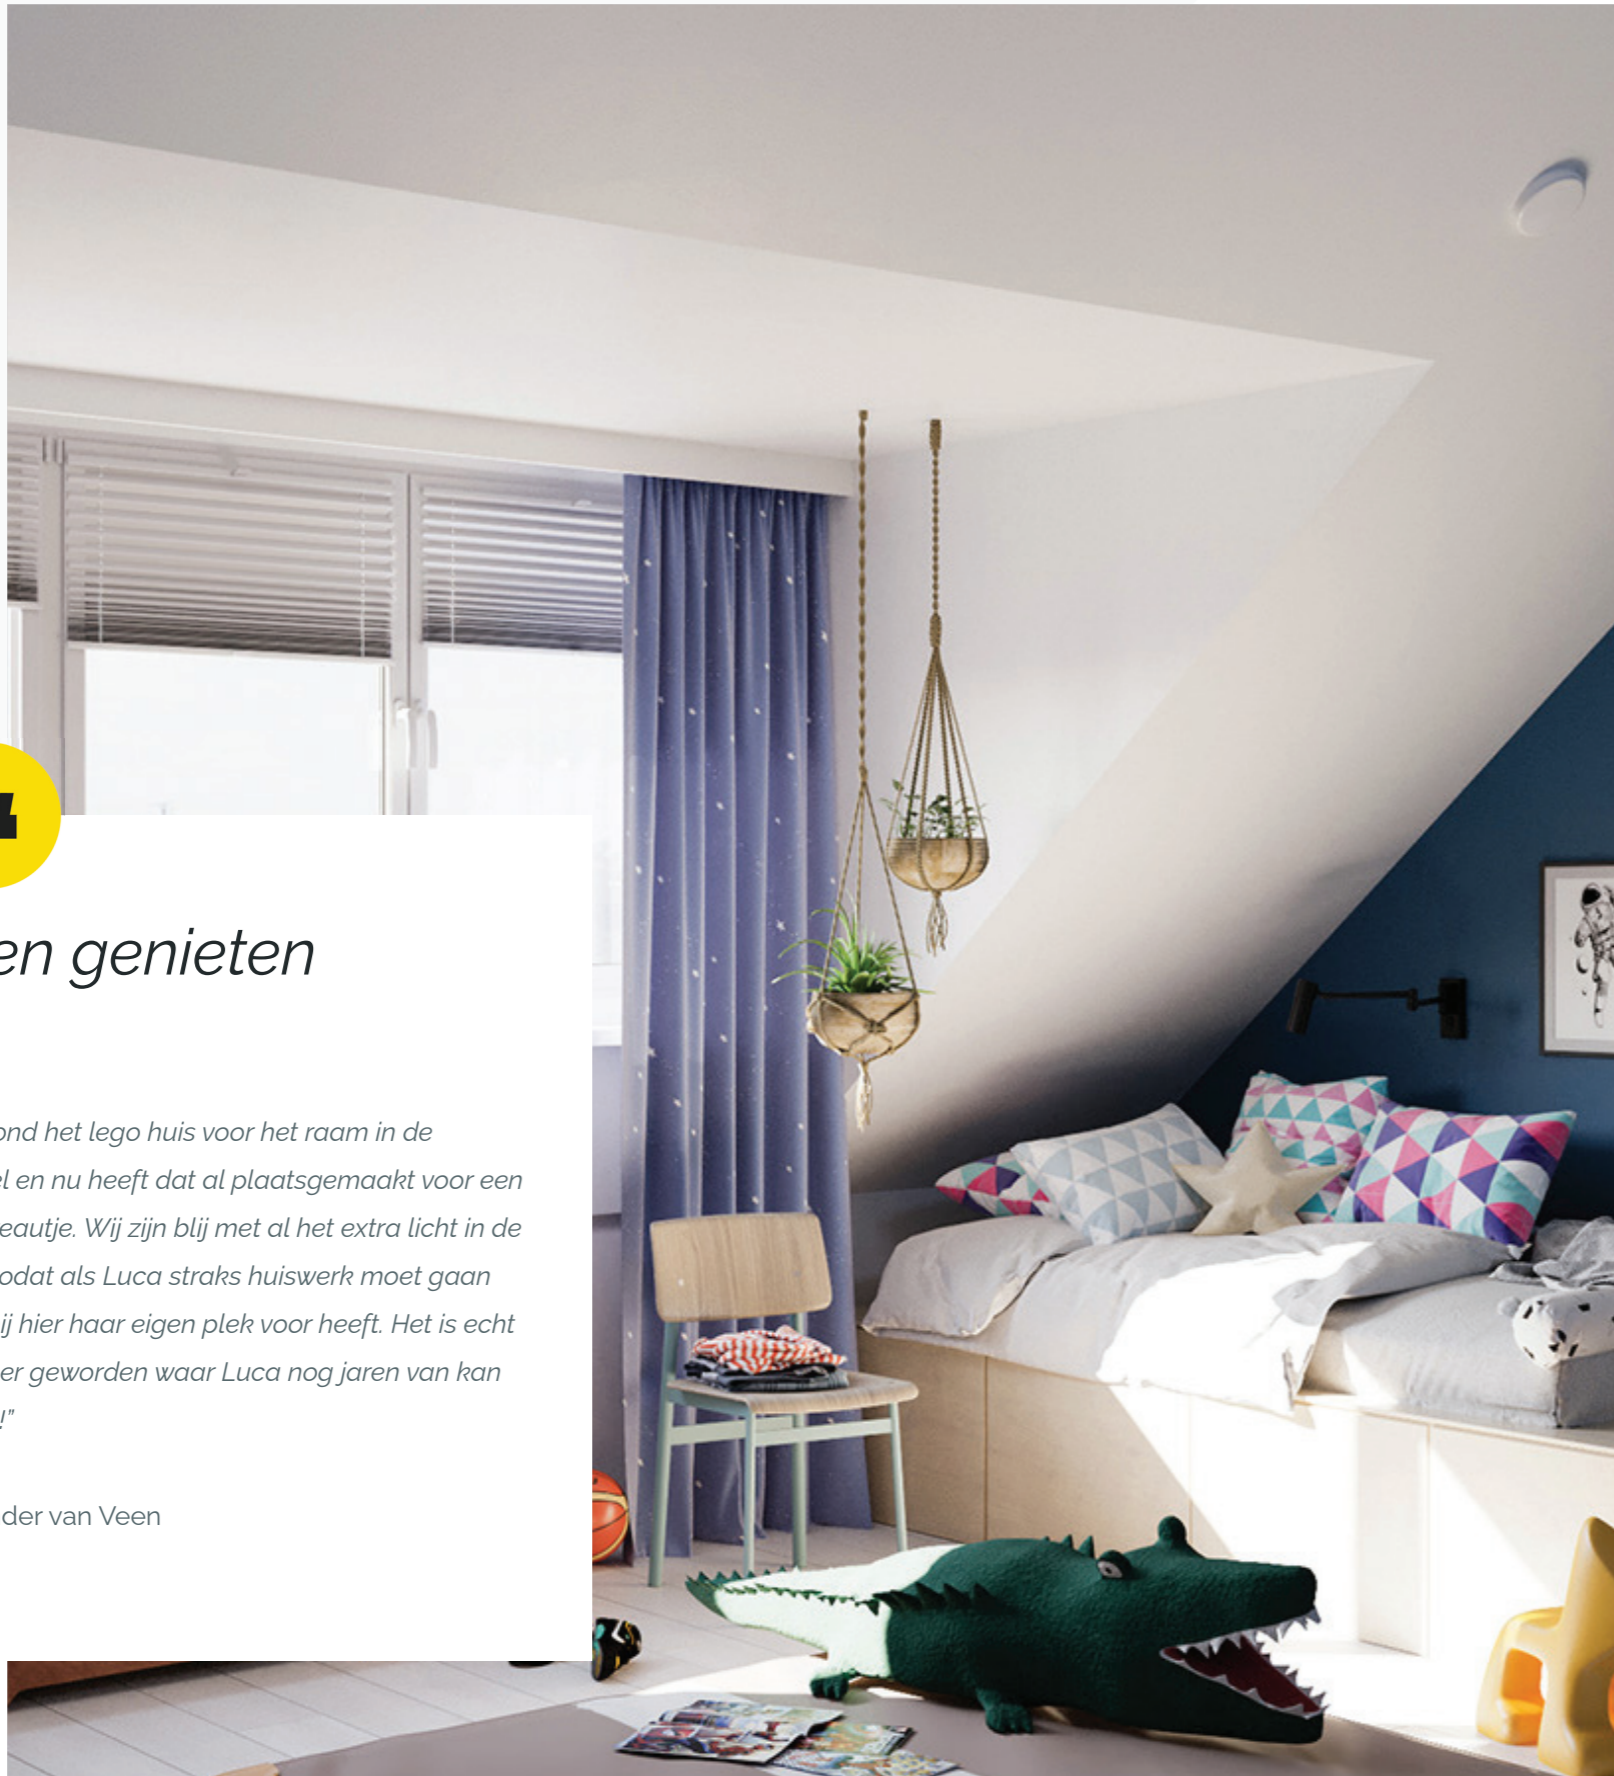 en genieten
ond het lego huis voor het raam in de
el en nu heeft dat al plaatsgemaakt voor een
eautje. Wij zijn blij met al het extra licht in de
odat als Luca straks huiswerk moet gaan
ij hier haar eigen plek voor heeft. Het is echt
er geworden waar Luca nog jaren van kan
!”
der van Veen